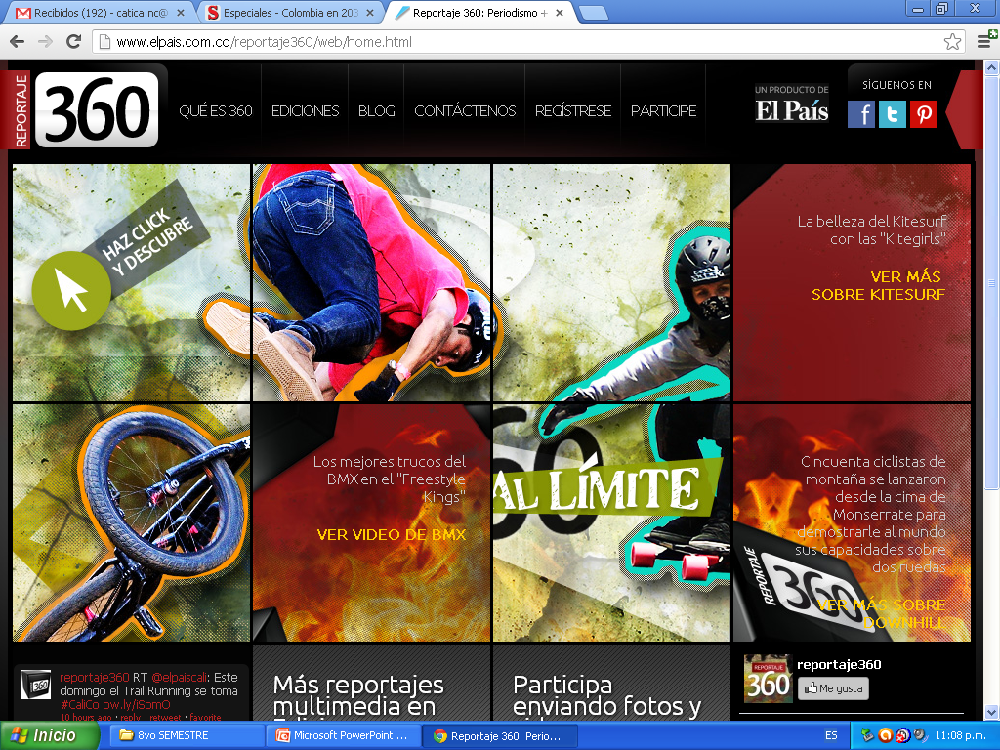 Recibidos (192) - catica.nc@
Especiales - Colombia en 203
Reportaje 360: Periodismo +
www.elpais.com.co/reportaje360/web/home.html
REPORTAJE
360
QUÉ ES 360
EDICIONES
BLOG
CONTÁCTENOS
REGÍSTRESE
PARTICIPE
UN PRODUCTO DE
El País
SÍGUENOS EN
HAZ CLICK
Y DESCUBRE
La belleza del Kitesurf
con las "Kitegirls"
VER MÁS
SOBRE KITESURF
Los mejores trucos del
BMX en el "Freestyle
Kings"
VER VIDEO DE BMX
AL LÍMITE
Cincuenta ciclistas de
montaña se lanzaron
desde la cima de
Monserrate para
demostrarle al mundo
sus capacidades sobre
dos ruedas
REPORTAJE
360
VER MÁS SOBRE
DOWNHILL
reportaje360 RT @elpaiscali: Este
domingo el Trail Running se toma
#CaliCo ow.ly/iSomO
10 hours ago · reply · retweet · favorite
Más reportajes
multimedia en
Participa
enviando fotos y
REPORTAJE
360
reportaje360
Me gusta
Inicio
8vo SEMESTRE
Microsoft PowerPoint ...
Reportaje 360: Perio...
ES
11:08 p.m.